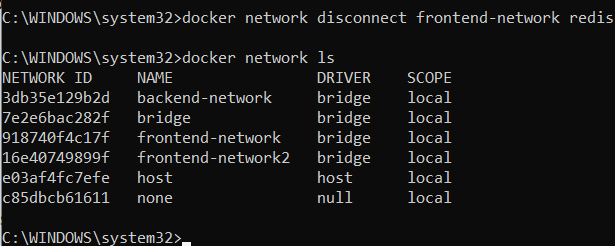 C:\WINDOWS\system32>docker network disconnect frontend-network redis
C:\WINDOWS\system32>docker network ls
NETWORK ID     NAME                DRIVER    SCOPE
3db35e129b2d   backend-network     bridge    local
7e2e6bac282f   bridge              bridge    local
918740f4c17f   frontend-network    bridge    local
16e40749899f   frontend-network2   bridge    local
e03af4fc7efe   host                host      local
c85dbcb61611   none                null      local
C:\WINDOWS\system32>